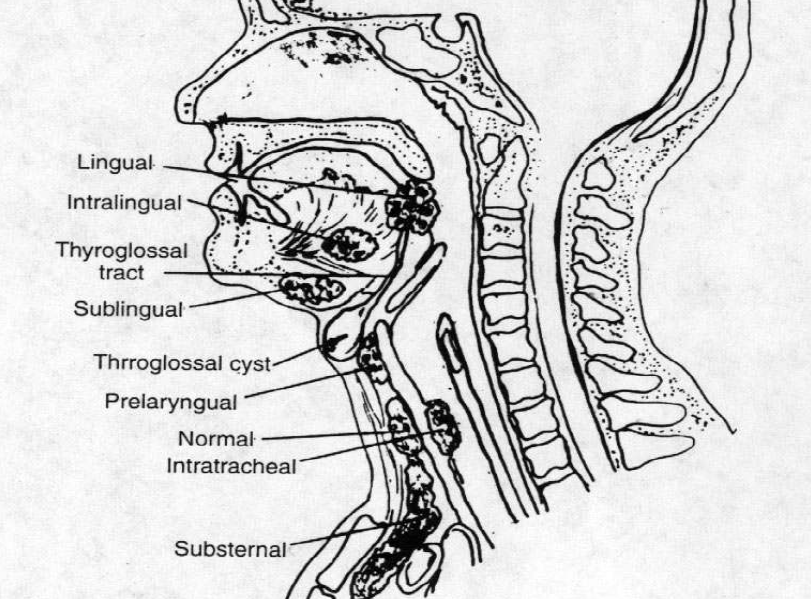 Lingual
Intralingual
Thyroglossal
tract
Sublingual
Thrroglossal cyst
Prelaryngual
Normal
Intratracheal
Substernal